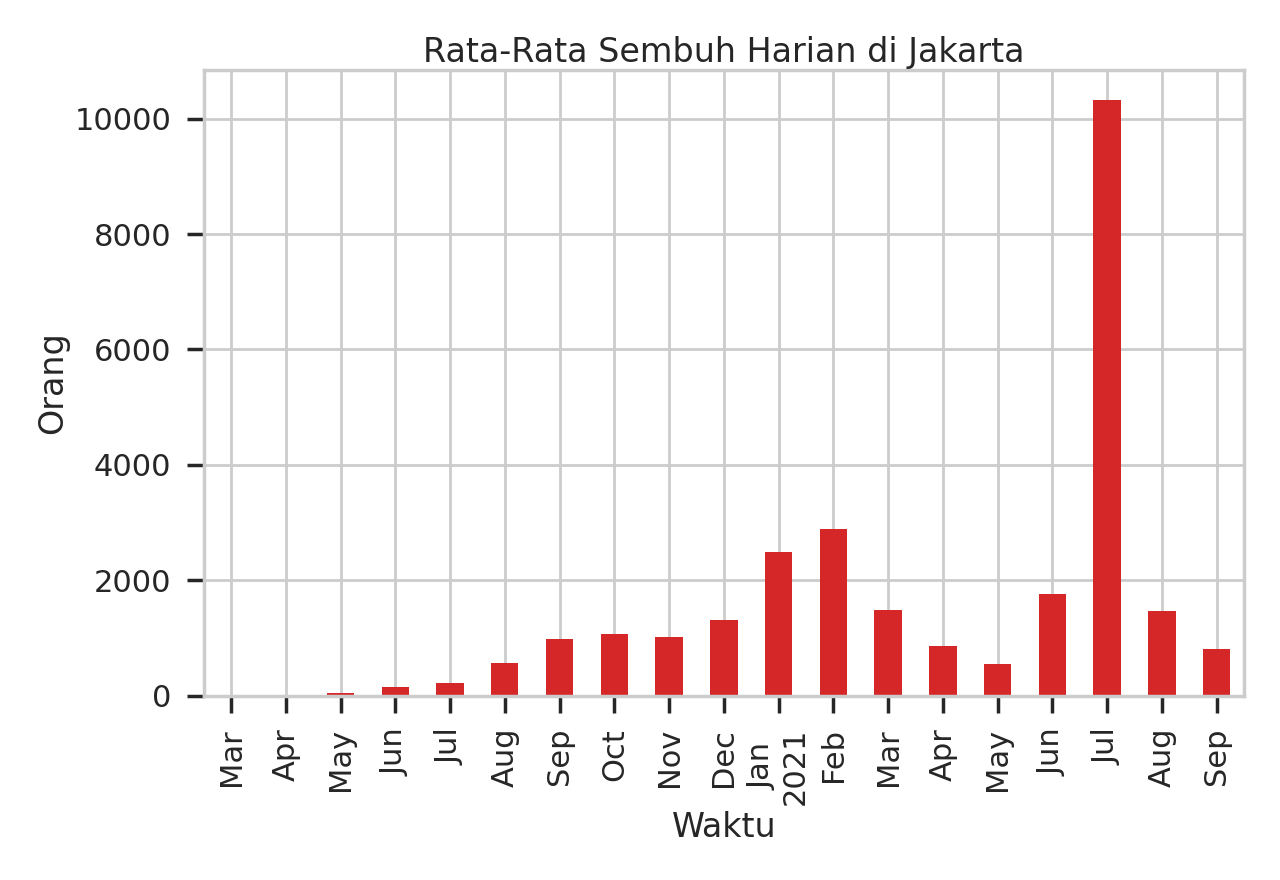 Rata-Rata Sembuh Harian di Jakarta
10000
8000
6000
4000
2000
0
Orang
Mar
Apr
May
Jun
Jul
Aug
Sep
Oct
Nov
Dec
Jan
2021
Feb
Mar
Apr
May
Jun
Jul
Aug
Sep
Waktu